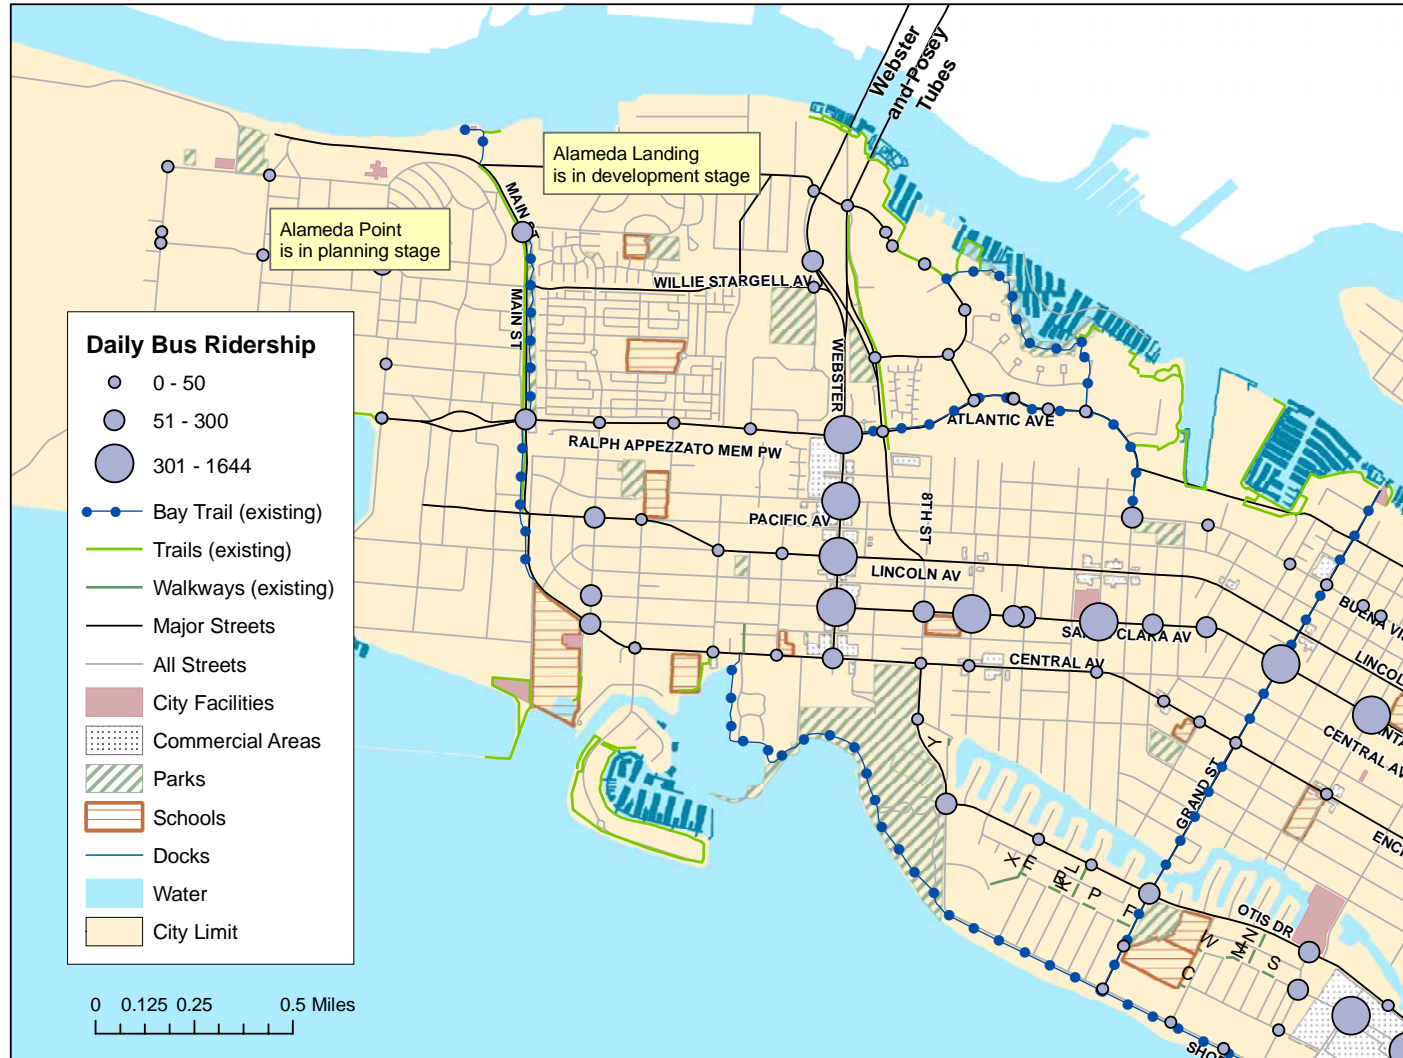 Webster
and Posey
Tubes
Alameda Landing
is in development stage
MAIN ST
Alameda Point
is in planning stage
WILLIE STARGELL AV
MAIN ST
WEBSTER
ATLANTIC AVE
RALPH APPEZZATO MEM PW
8TH ST
PACIFIC AV
LINCOLN AV
BUENA VI
SANTA CLARA AV
LINCOL
CENTRAL AV
NTA
CENTRAL AV
GRAND ST
ENCI
Y
X
E
B
K
L
P
F
OTIS DR
W
M
N
S
C
SHO
Daily Bus Ridership
0 - 50
51 - 300
301 - 1644
Bay Trail (existing)
Trails (existing)
Walkways (existing)
Major Streets
All Streets
City Facilities
Commercial Areas
Parks
Schools
Docks
Water
City Limit
0 0.125 0.25 0.5 Miles